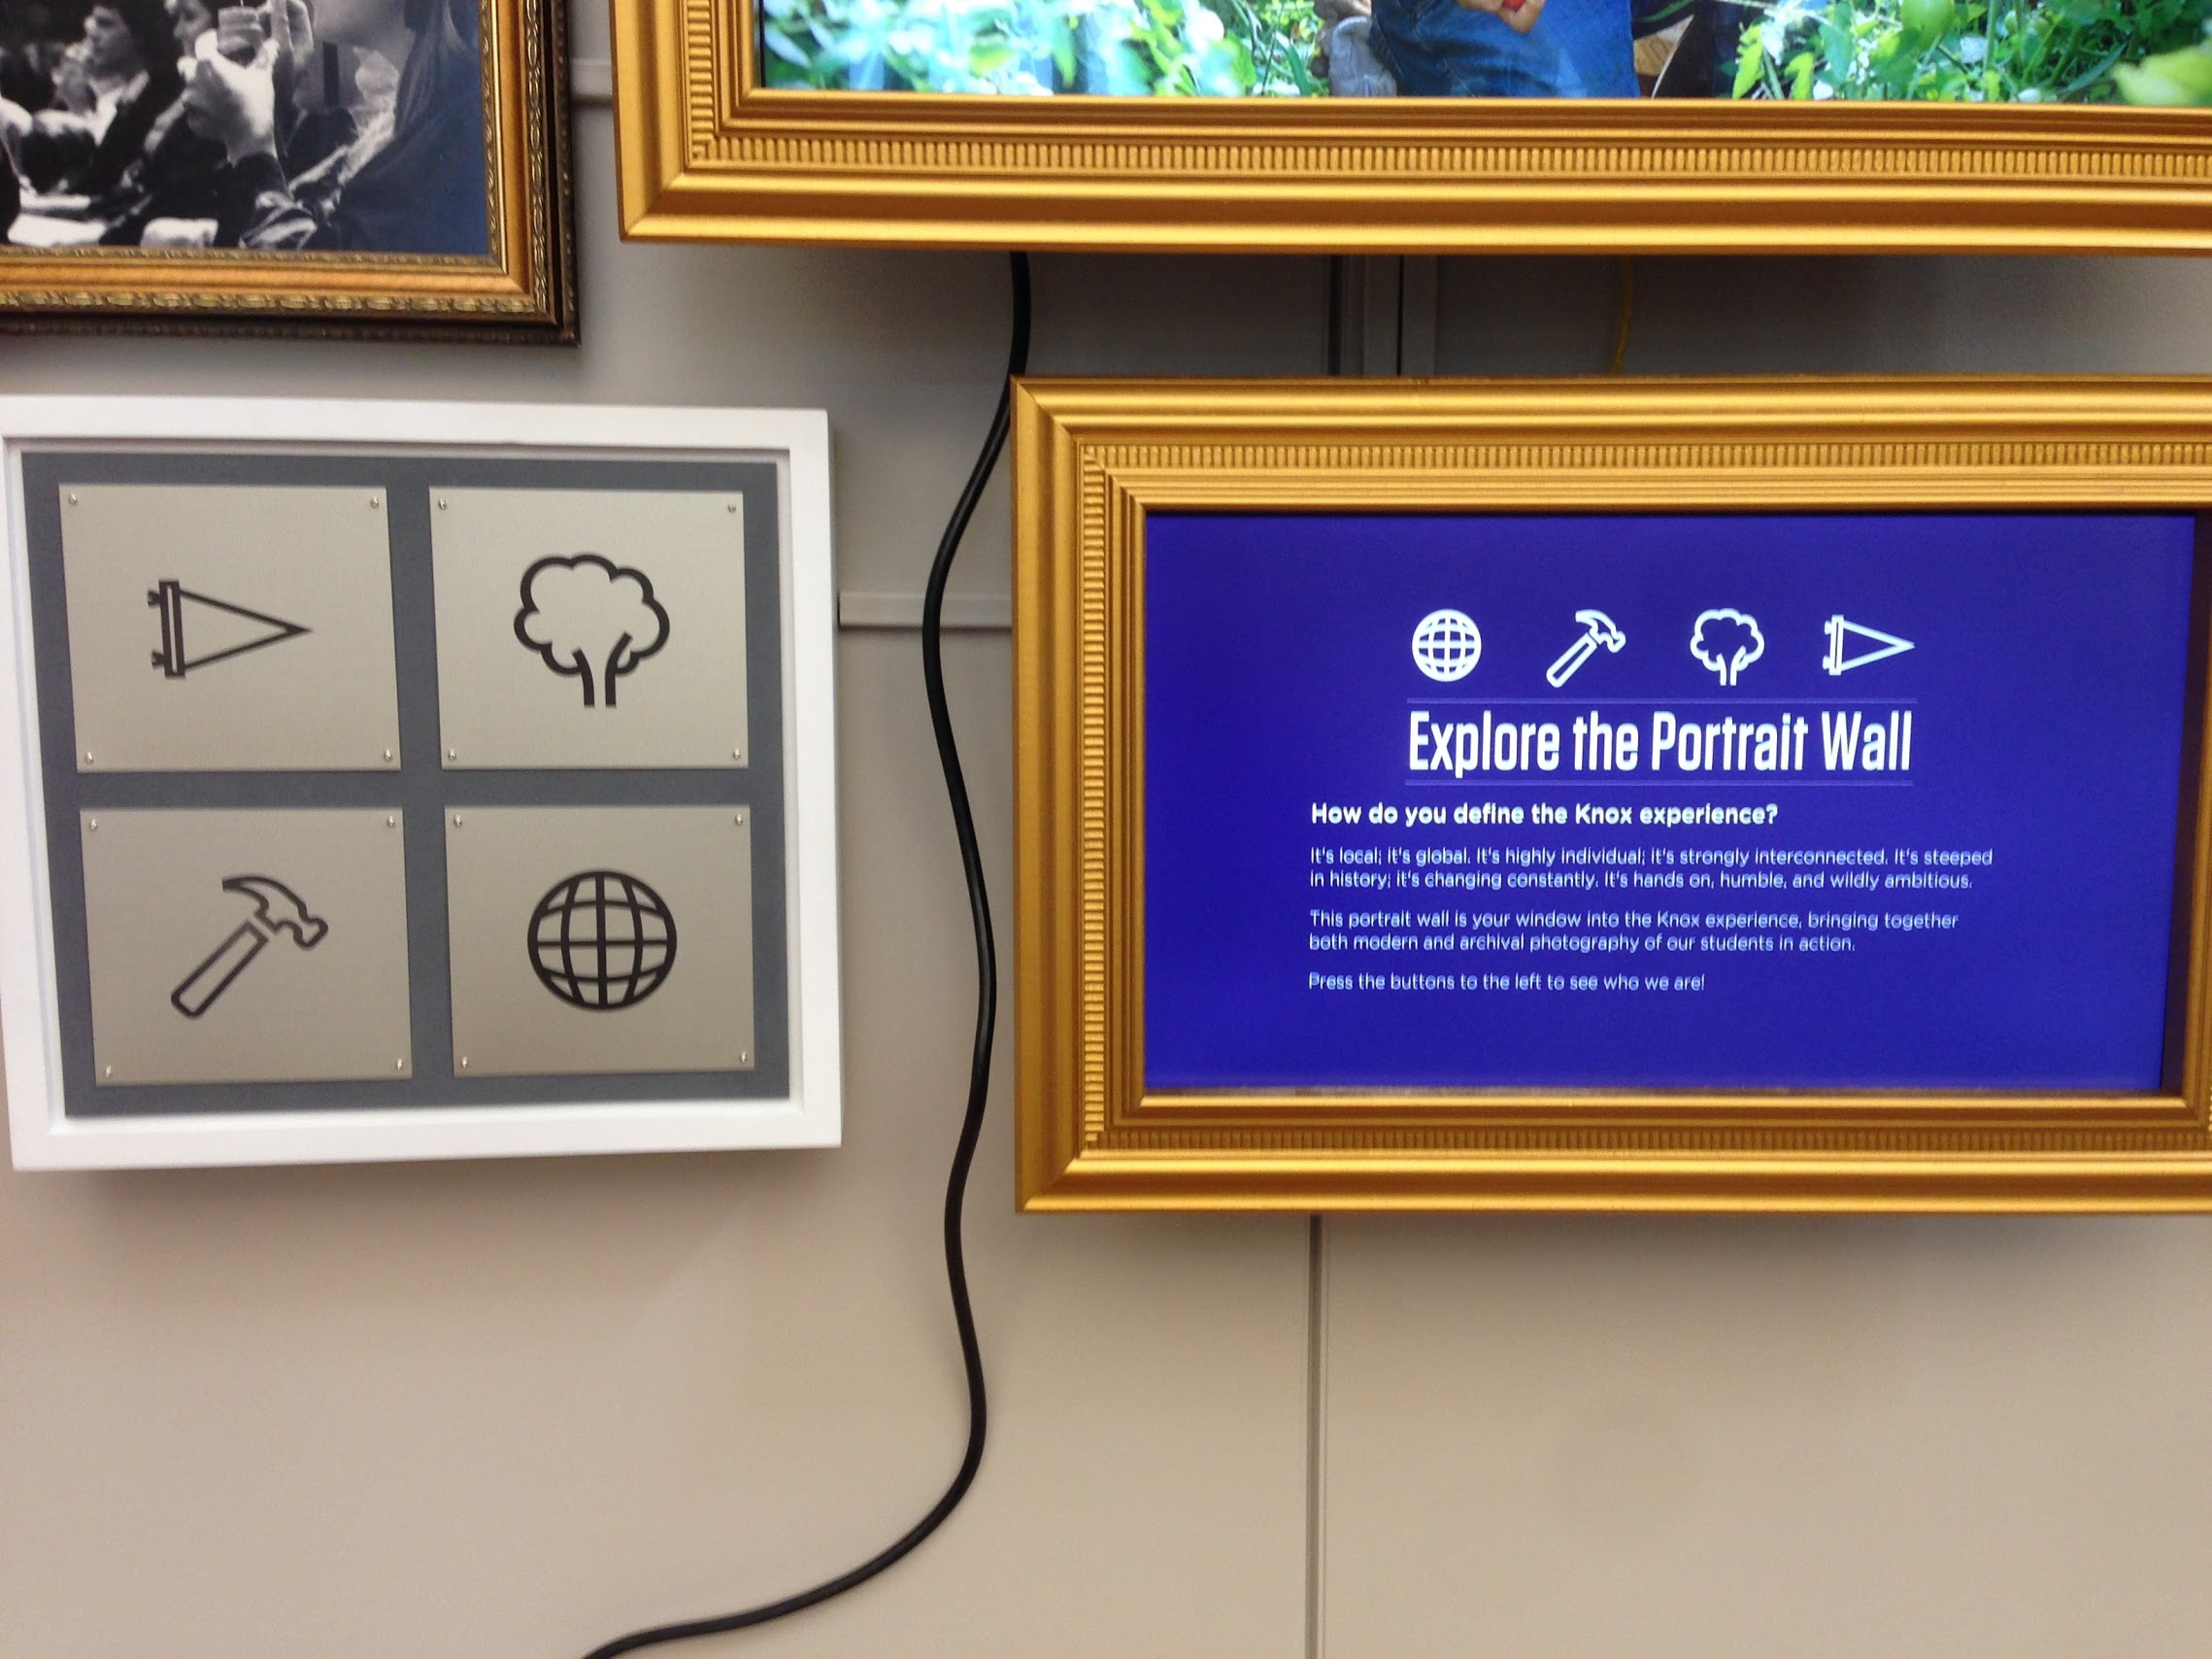 Explore the Portrait Wall
How do you define the Knox experience?
It's local; it's global. It's highly individual; it's strongly interconnected. It's steeped
in history; it's changing constantly. It's hands on, humble, and wildly ambitious.
This portrait wall is your window into the Knox experience, bringing together
both modern and archival photography of our students in action.
Press the buttons to the left to see who we are!